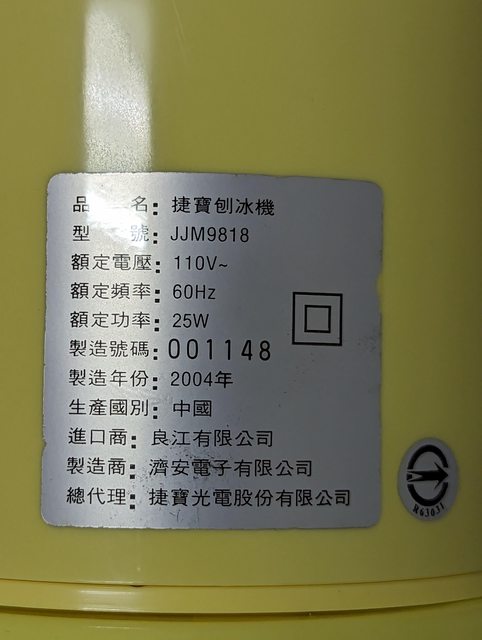 品名：捷寶刨冰機
型號：JJM9818
額定電壓：110V~
額定頻率：60Hz
額定功率：25W
製造號碼：001148
製造年份：2004年
生產國別：中國
進口商：良江有限公司
製造商：濟安電子有限公司
總代理：捷寶光電股份有限公司
R63031